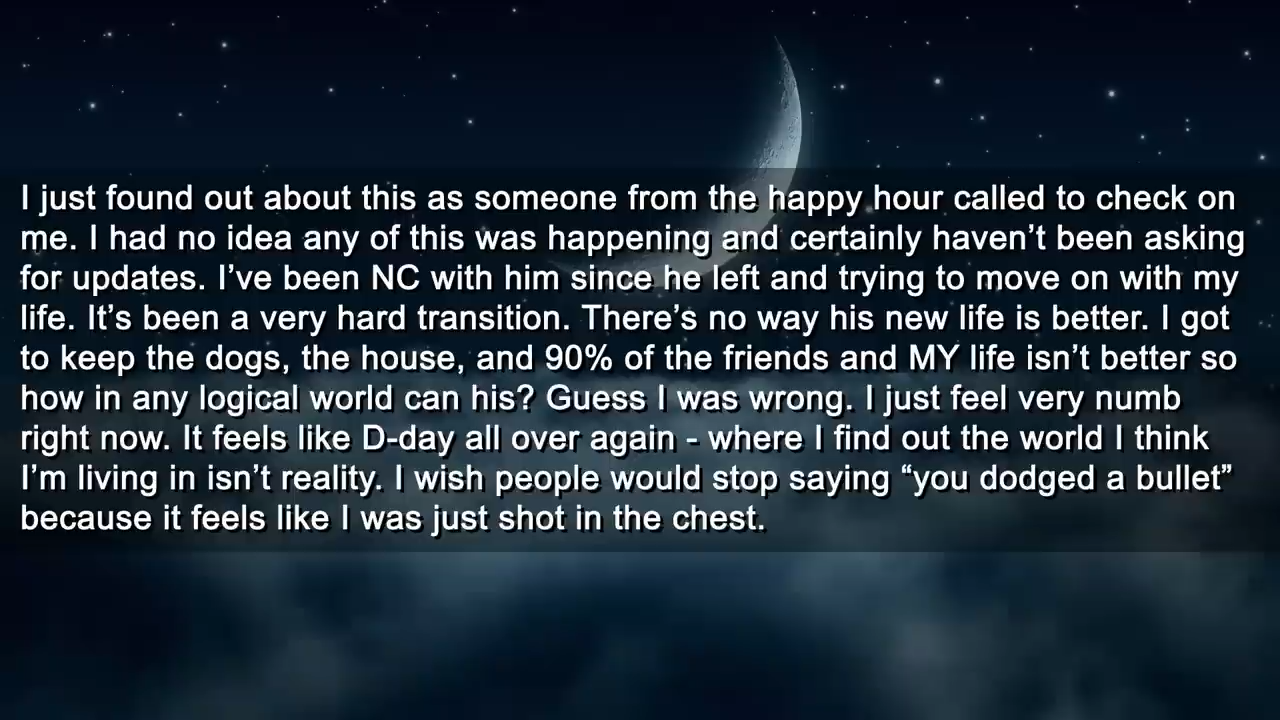 I just found out about this as someone from the happy hour called to check on
me. I had no idea any of this was happening and certainly haven’t been asking
for updates. I’ve been NC with him since he left and trying to move on with my
life. It’s been a very hard transition. There’s no way his new life is better. I got
to keep the dogs, the house, and 90% of the friends and MY life isn’t better so
how in any logical world can his? Guess I was wrong. I just feel very numb
right now. It feels like D-day all over again - where I find out the world I think
I’m living in isn’t reality. I wish people would stop saying “you dodged a bullet”
because it feels like I was just shot in the chest.